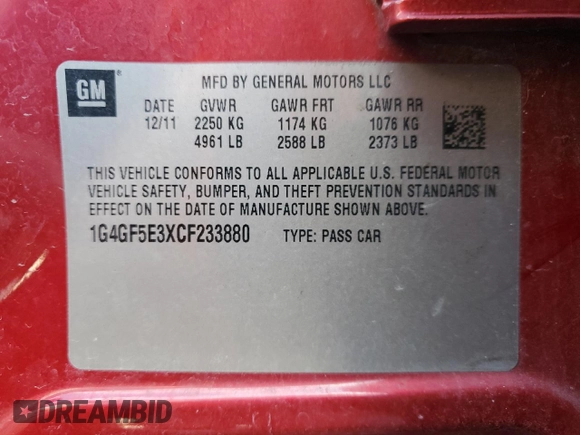 GM
MFD BY GENERAL MOTORS LLC
DATE GVWR GAWR FRT GAWR RR
12/11 2250 KG 1174 KG 1076 KG
4961 LB 2588 LB 2373 LB
THIS VEHICLE CONFORMS TO ALL APPLICABLE U.S. FEDERAL MOTOR
VEHICLE SAFETY, BUMPER, AND THEFT PREVENTION STANDARDS IN
EFFECT ON THE DATE OF MANUFACTURE SHOWN ABOVE.
1G4GF5E3XCF233880 TYPE: PASS CAR
DREAMBID